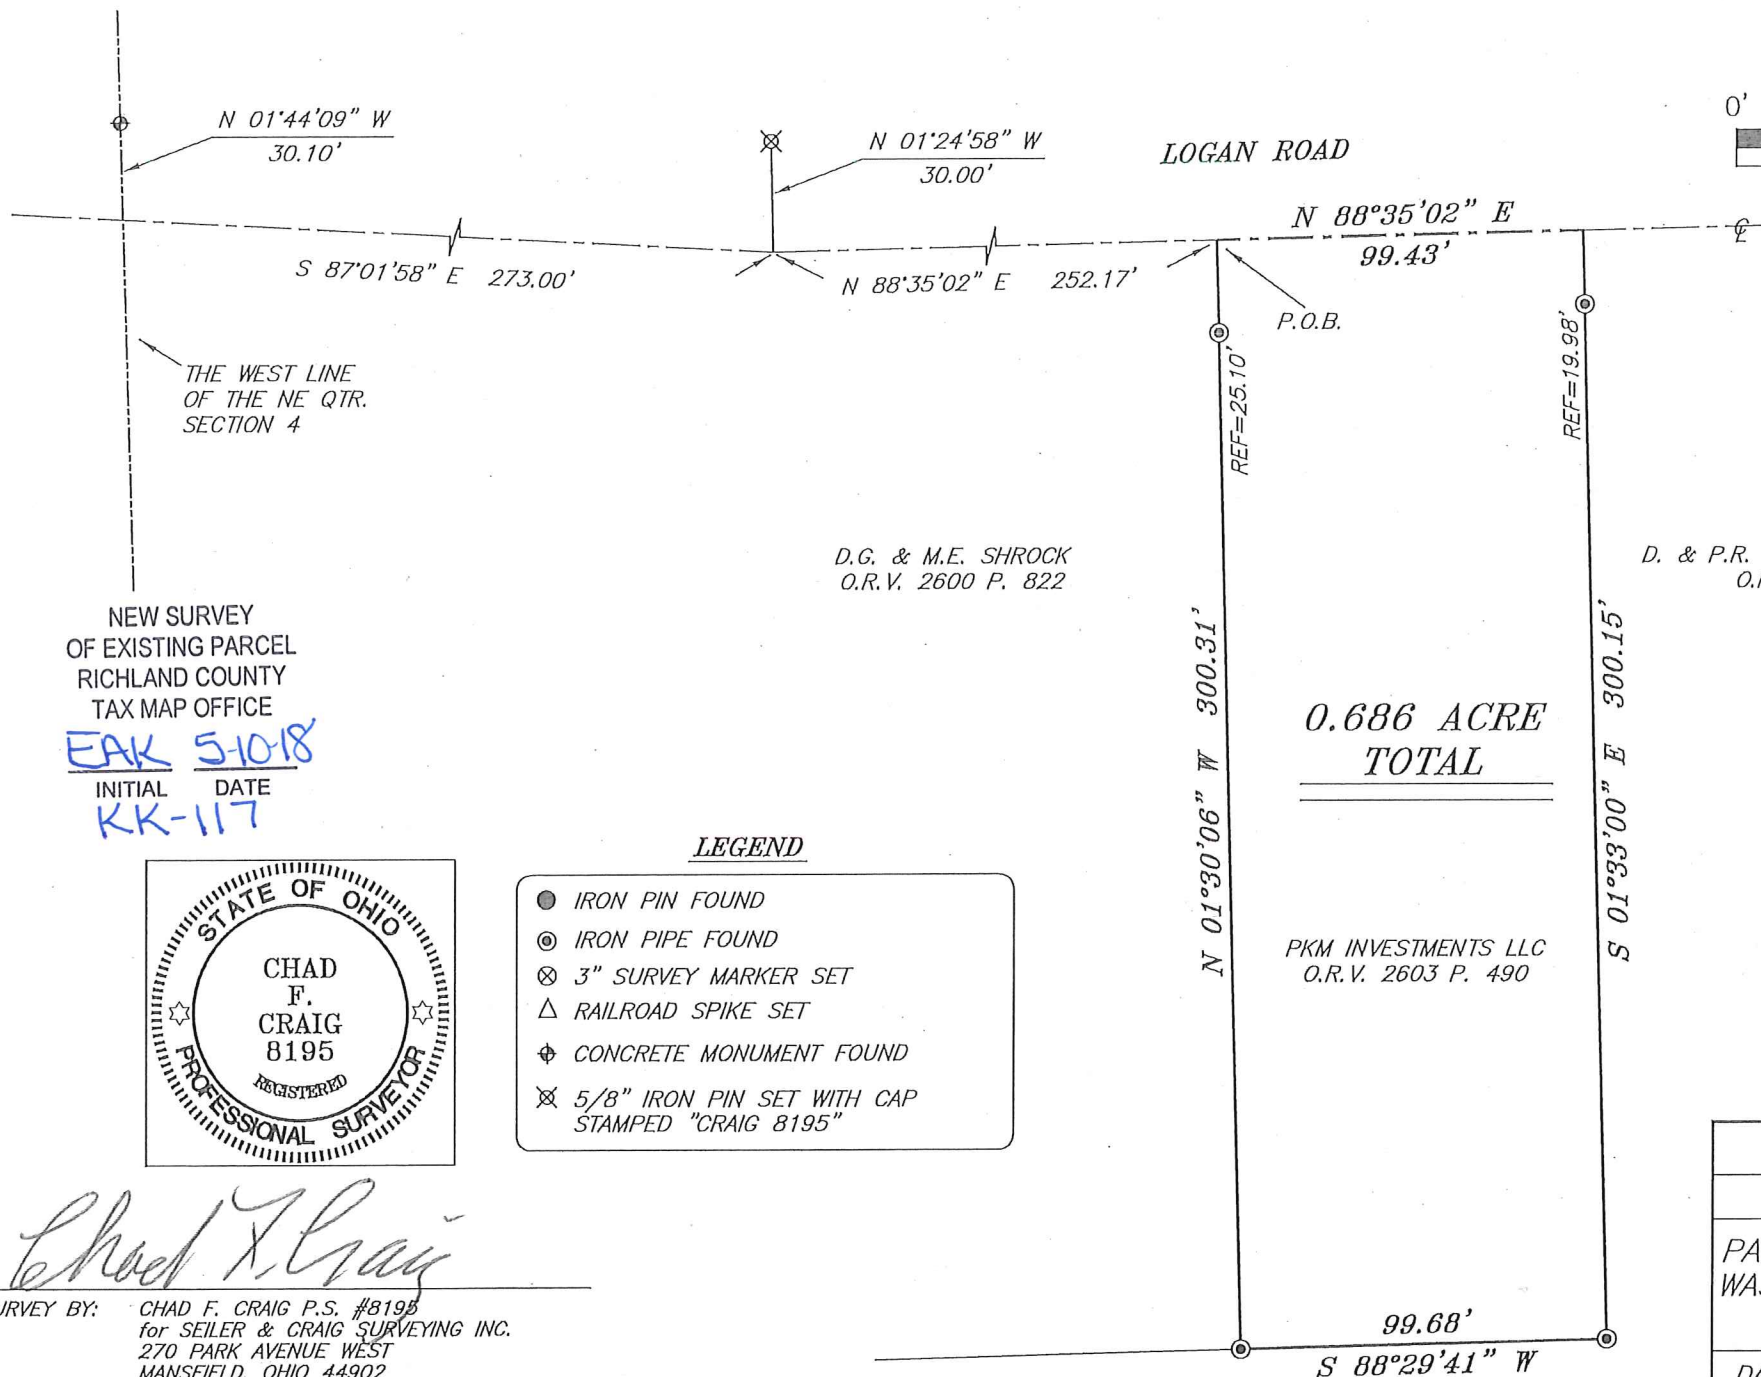 N 01°44'09" W
30.10'
N 01°24'58" W
30.00'
LOGAN ROAD
0'
N 88°35'02" E
99.43'
S 87°01'58" E 273.00'
N 88°35'02" E 252.17'
P.O.B.
REF=25.10'
REF=19.98'
THE WEST LINE
OF THE NE QTR.
SECTION 4
D.G. & M.E. SHROCK
O.R.V. 2600 P. 822
D. & P.R.
NEW SURVEY
OF EXISTING PARCEL
RICHLAND COUNTY
TAX MAP OFFICE
EAK 5-10-18
INITIAL DATE
KK-117
N 01°30'06" W 300.31'
0.686 ACRE
TOTAL
S 01°33'00" E 300.15'
PKM INVESTMENTS LLC
O.R.V. 2603 P. 490
LEGEND
IRON PIN FOUND
IRON PIPE FOUND
3" SURVEY MARKER SET
RAILROAD SPIKE SET
CONCRETE MONUMENT FOUND
5/8" IRON PIN SET WITH CAP
STAMPED "CRAIG 8195"
STATE OF OHIO
CHAD
F.
CRAIG
8195
REGISTERED
PROFESSIONAL SURVEYOR
Chad F. Craig
URVEY BY: CHAD F. CRAIG P.S. #8195
for SEILER & CRAIG SURVEYING INC.
270 PARK AVENUE WEST
MANSFIELD, OHIO 44902
99.68'
S 88°29'41" W
PA
WA